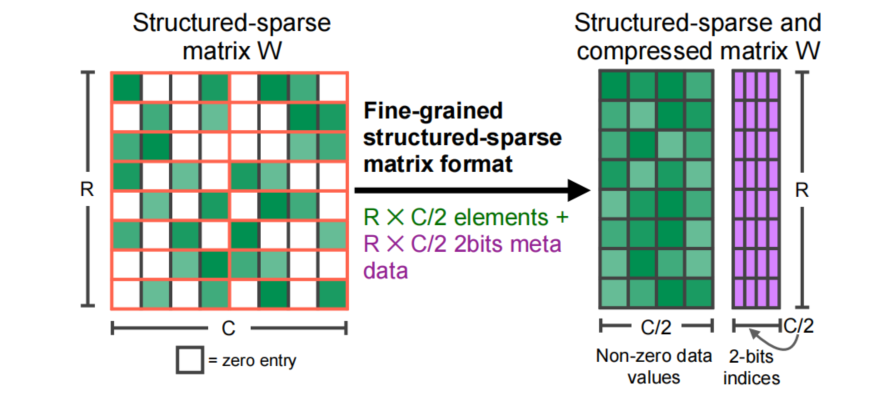 Structured-sparse
matrix W
Structured-sparse and
compressed matrix W
R
Fine-grained
structured-sparse
matrix format
R × C/2 elements +
R × C/2 2bits meta
data
R
C
C/2
C/2
= zero entry
Non-zero data
values
2-bits
indices